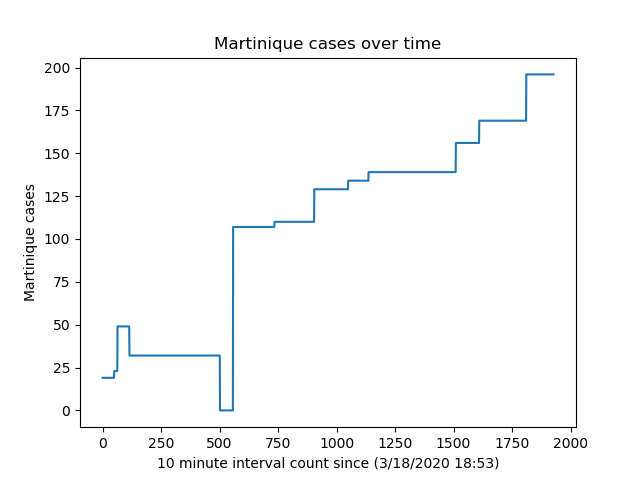 Martinique cases over time
200
175
150
125
100
75
50
25
0
Martinique cases
0 250 500 750 1000 1250 1500 1750 2000
10 minute interval count since (3/18/2020 18:53)